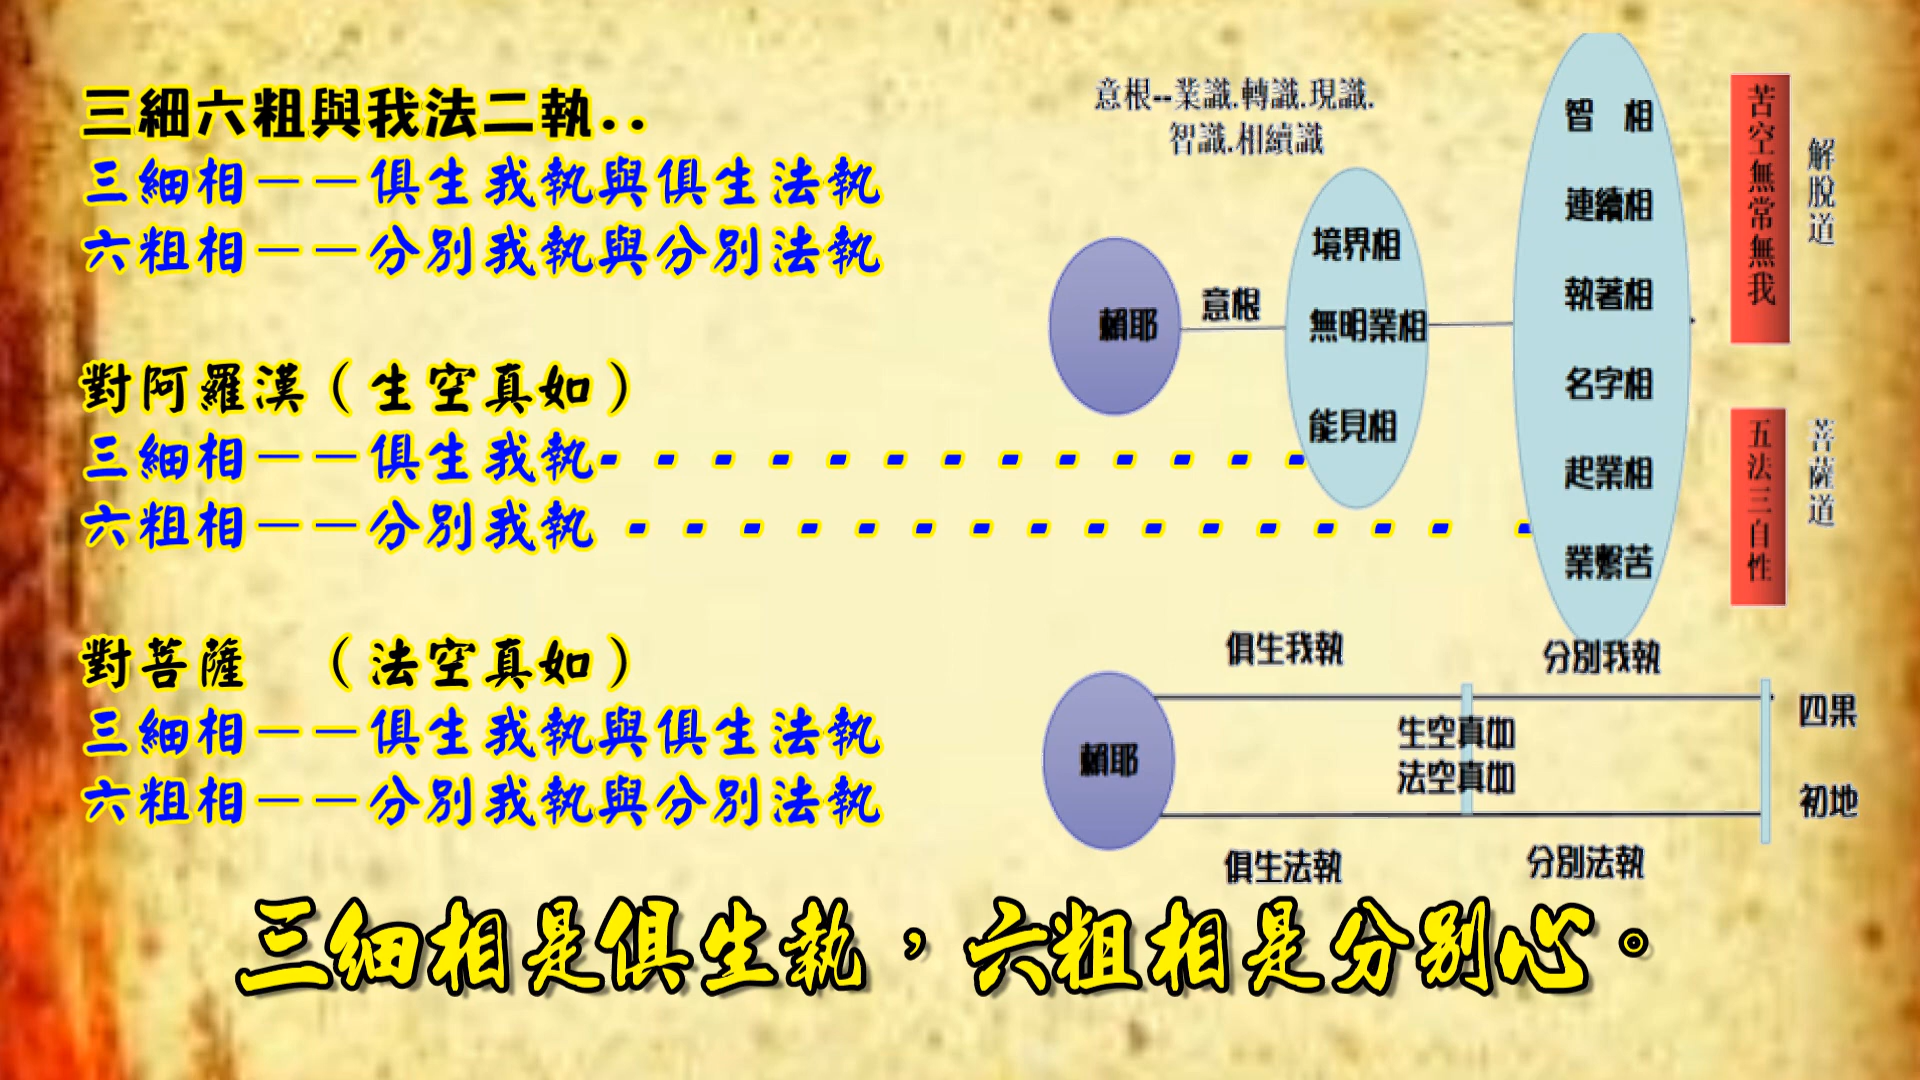 三細六粗與我法二執..
三細相－－俱生我執與俱生法執
六粗相－－分別我執與分別法執
對阿羅漢（生空真如）
三細相－－俱生我執- - - - - - - - - - - - -
六粗相－－分別我執 - - - - - - - - - - - - - - - -
對菩薩　（法空真如）
三細相－－俱生我執與俱生法執
六粗相－－分別我執與分別法執
意根--業識.轉識.現識.
智識.相續識
賴耶
意根
境界相
無明業相
能見相
智　相
連續相
執著相
名字相
起業相
業繫苦
苦空無常無我
解脫道
五法三自性
菩薩道
俱生我執
分別我執
賴耶
生空真如
法空真如
四果
初地
俱生法執
分別法執
三細相是俱生執，六粗相是分別心。